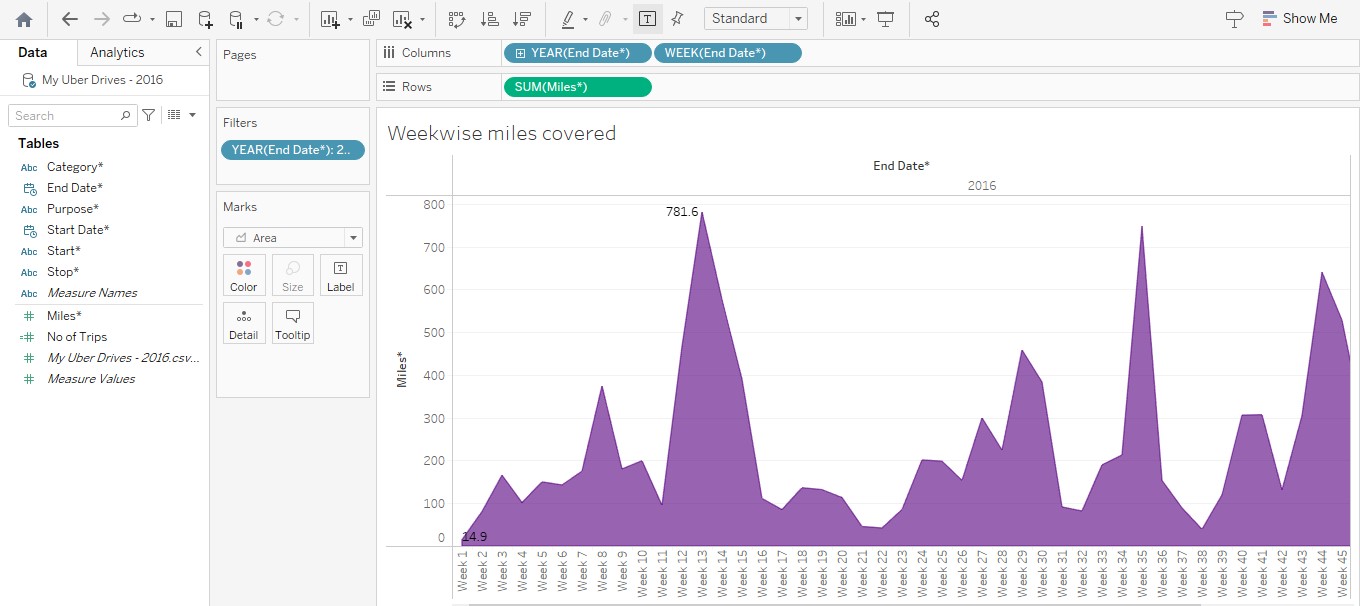 Standard
Show Me
Data
Analytics
My Uber Drives - 2016
Search
Tables
Abc Category*
End Date*
Abc Purpose*
Start Date*
Abc Start*
Abc Stop*
Abc Measure Names
# Miles*
=# No of Trips
# My Uber Drives - 2016.csv...
# Measure Values
Pages
Filters
YEAR(End Date*): 2..
Marks
Area
Color
Size
T Label
Detail
Tooltip
Columns
YEAR(End Date*)
WEEK(End Date*)
Rows
SUM(Miles*)
Weekwise miles covered
End Date*
2016
Miles*
800
700
600
500
400
300
200
100
0
781.6
14.9
Week 1
Week 2
Week 3
Week 4
Week 5
Week 6
Week 7
Week 8
Week 9
Week 10
Week 11
Week 12
Week 13
Week 14
Week 15
Week 16
Week 17
Week 18
Week 19
Week 20
Week 21
Week 22
Week 23
Week 24
Week 25
Week 26
Week 27
Week 28
Week 29
Week 30
Week 31
Week 32
Week 33
Week 34
Week 35
Week 36
Week 37
Week 38
Week 39
Week 40
Week 41
Week 42
Week 43
Week 44
Week 45